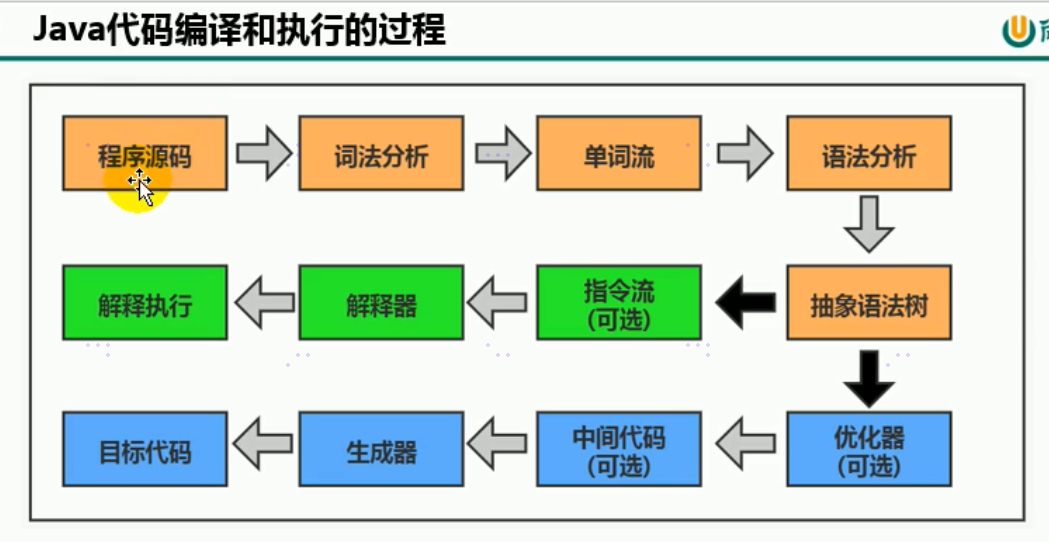 Java代码编译和执行的过程
程序源码
词法分析
单词流
语法分析
解释执行
解释器
指令流
(可选)
抽象语法树
目标代码
生成器
中间代码
(可选)
优化器
(可选)